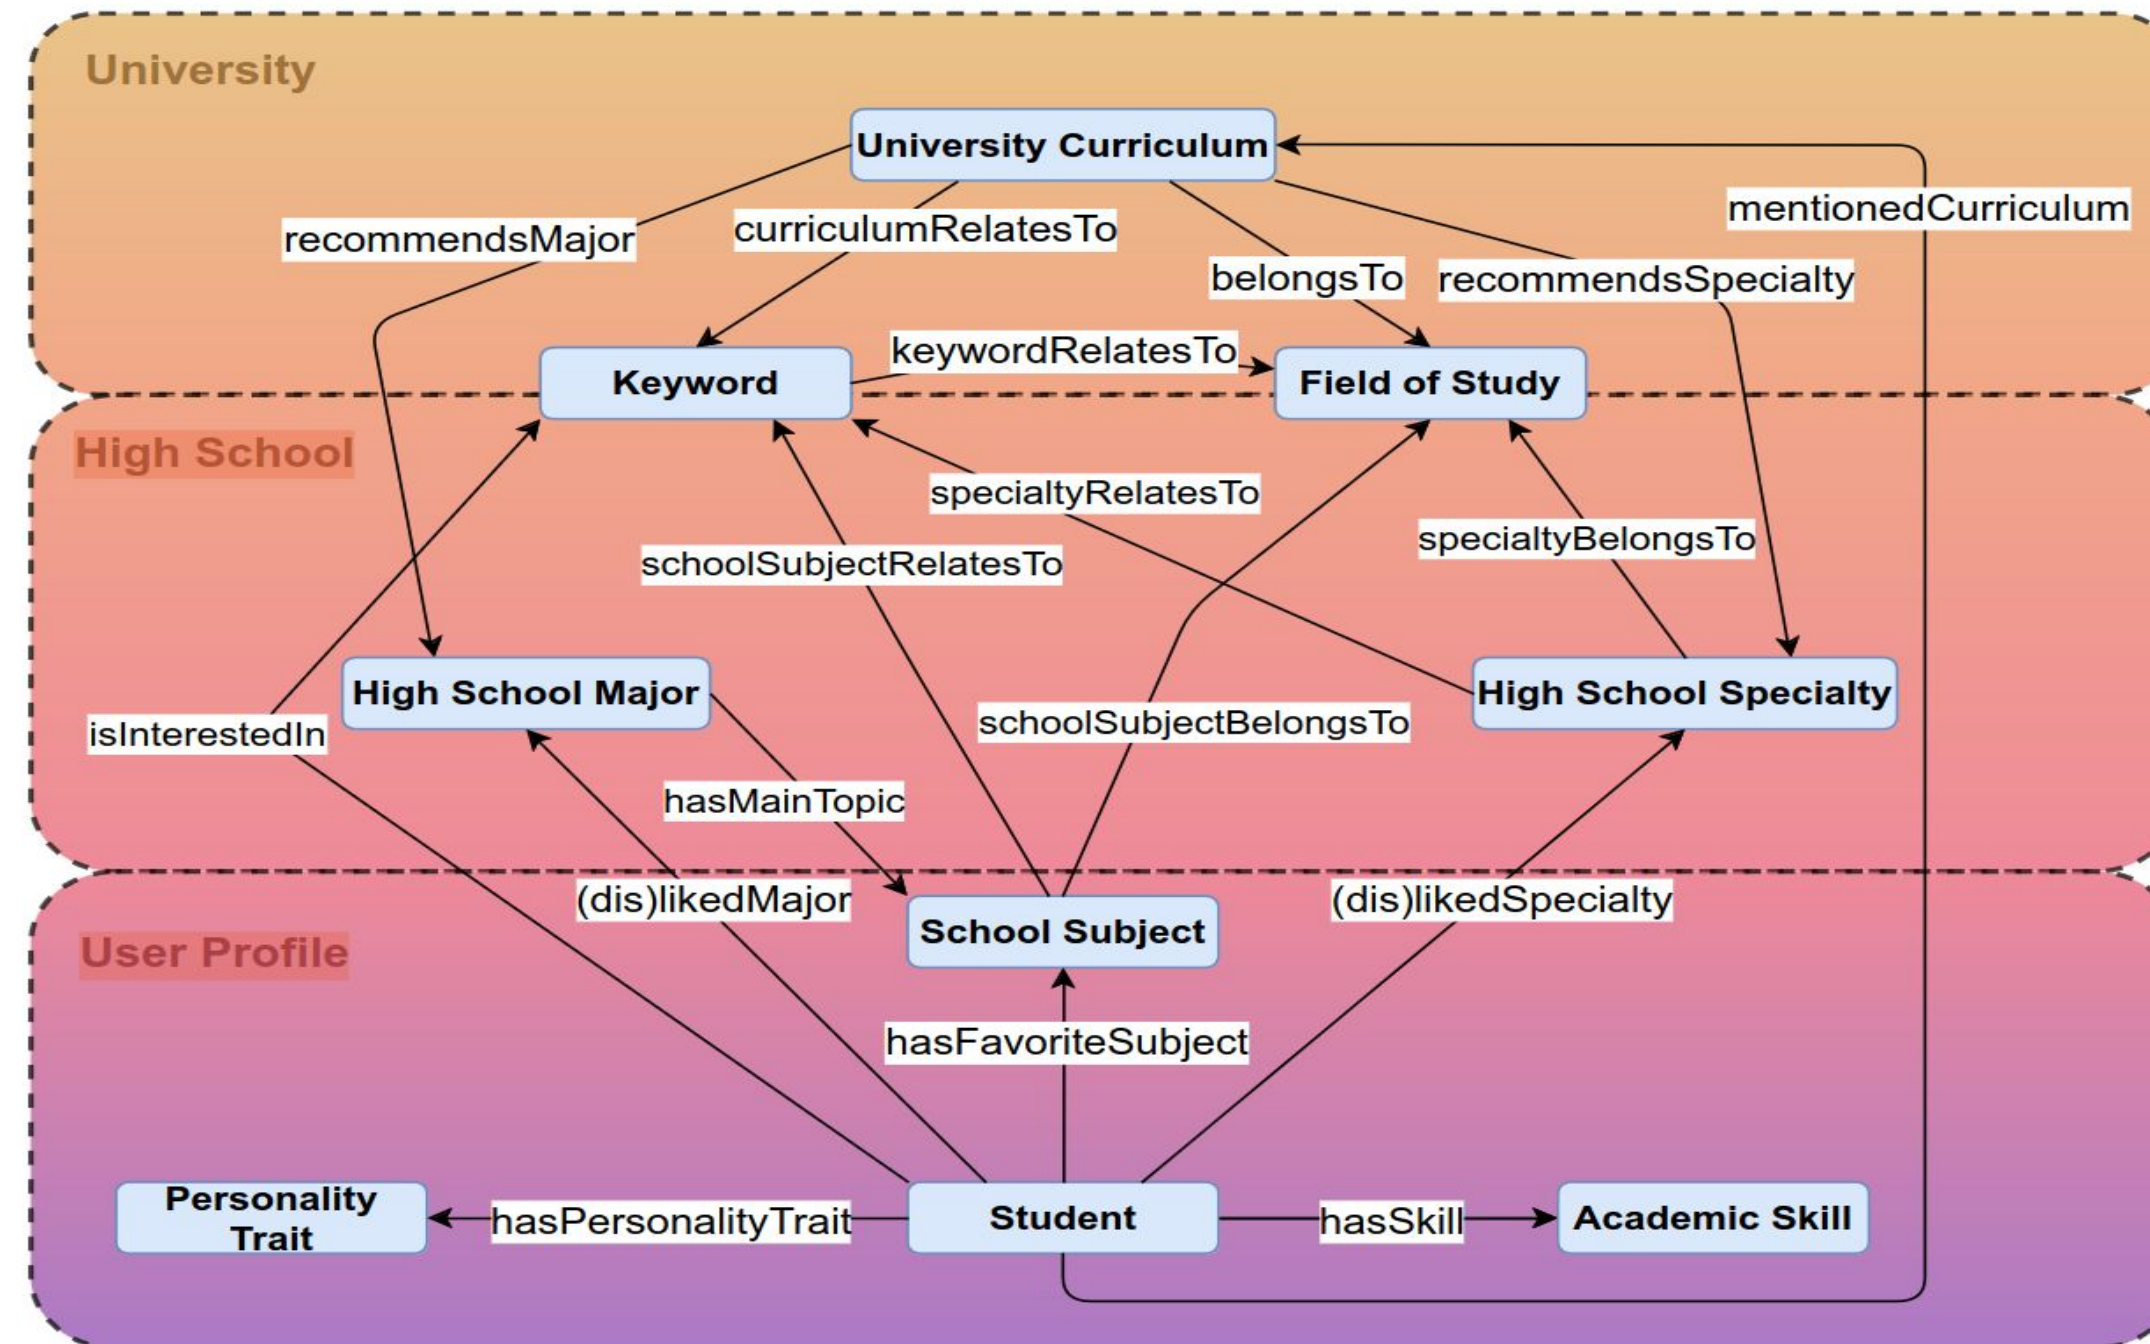 University
University Curriculum
mentionedCurriculum
recommendsMajor
curriculumRelatesTo
belongsTo
recommendsSpecialty
keywordRelatesTo
Keyword
Field of Study
High School
specialtyRelatesTo
specialtyBelongsTo
schoolSubjectRelatesTo
High School Major
High School Specialty
schoolSubjectBelongsTo
isInterestedIn
hasMainTopic
(dis)likedMajor
(dis)likedSpecialty
School Subject
User Profile
hasFavoriteSubject
Personality
Trait
hasPersonalityTrait
Student
hasSkill
Academic Skill